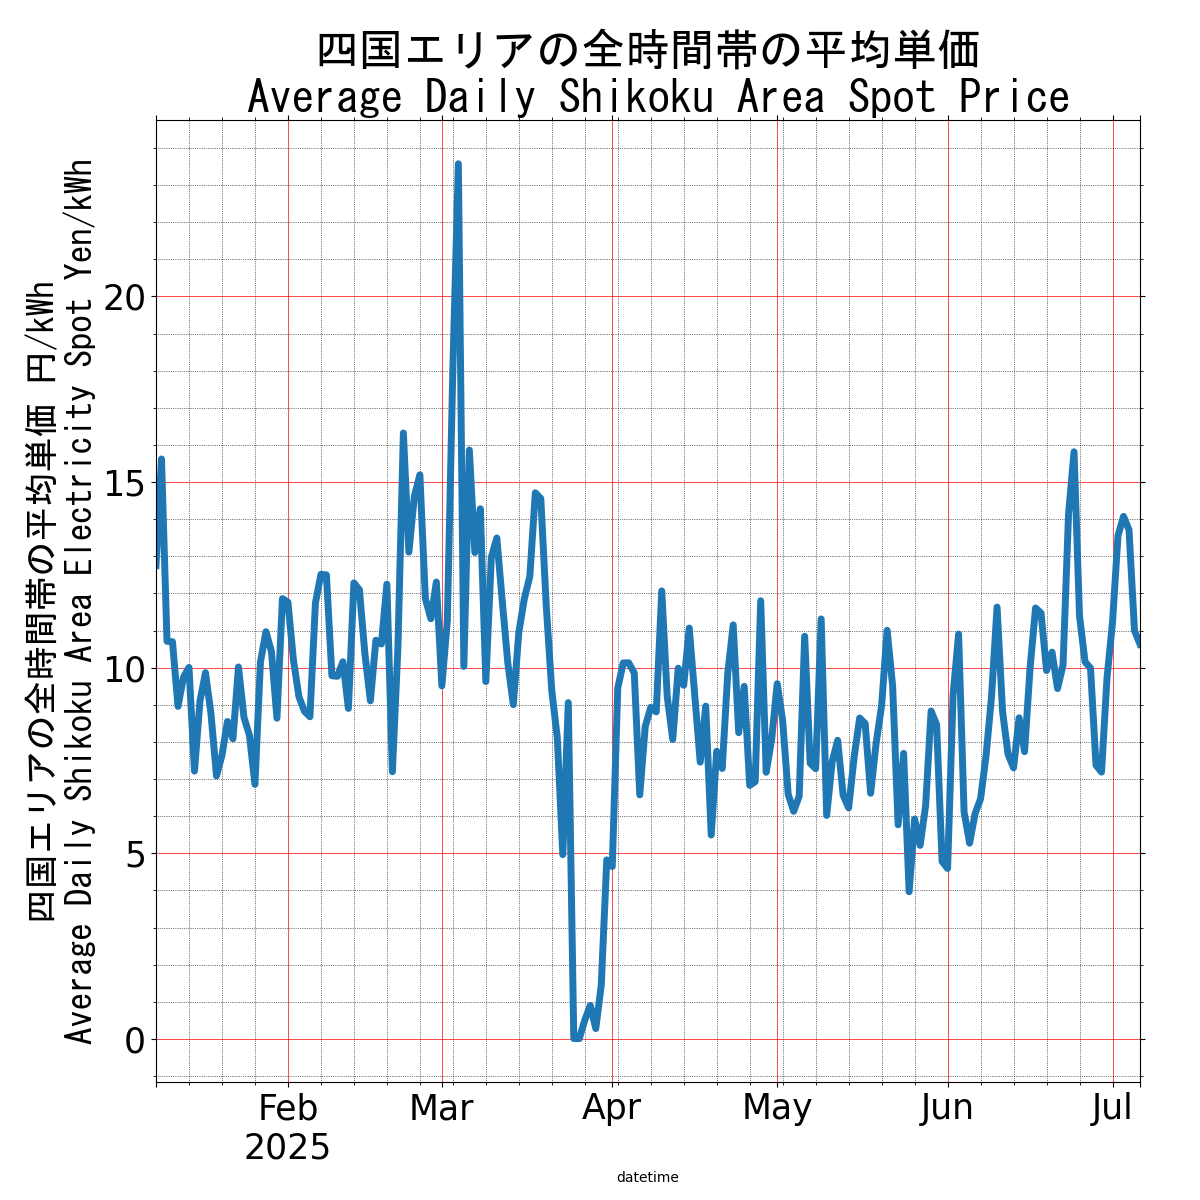 四国エリアの全時間帯の平均単価
Average Daily Shikoku Area Spot Price
四国エリアの全時間帯の平均単価 円/kWh
Average Daily Shikoku Area Electricity Spot Yen/kWh
20
15
10
5
0
Feb
2025
Mar
Apr
May
Jun
Jul
datetime